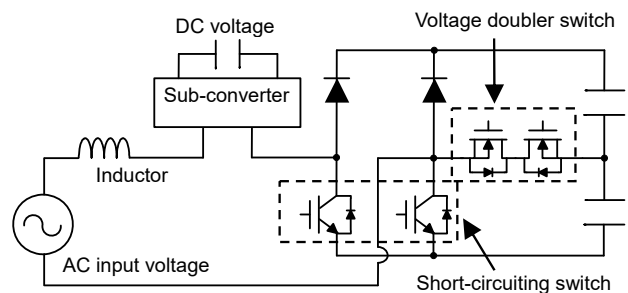 Voltage doubler switch
DC voltage
Sub-converter
Inductor
AC input voltage
Short-circuiting switch